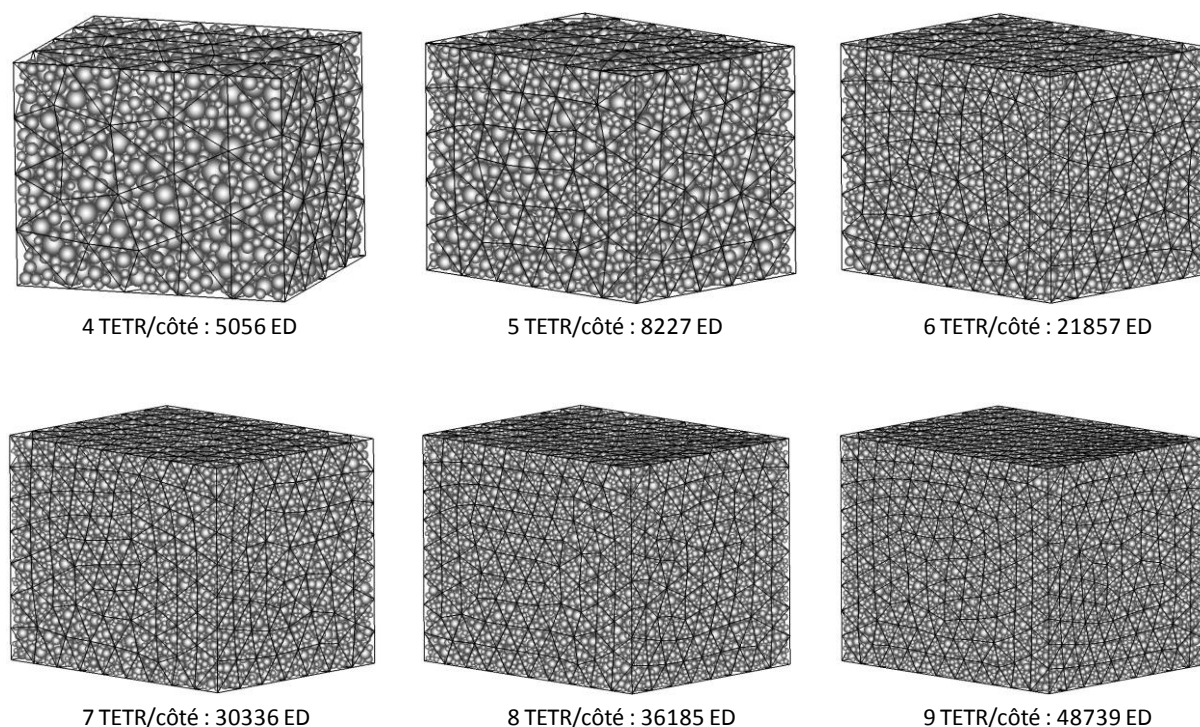 4 TETR/côté : 5056 ED
5 TETR/côté : 8227 ED
6 TETR/côté : 21857 ED
7 TETR/côté : 30336 ED
8 TETR/côté : 36185 ED
9 TETR/côté : 48739 ED